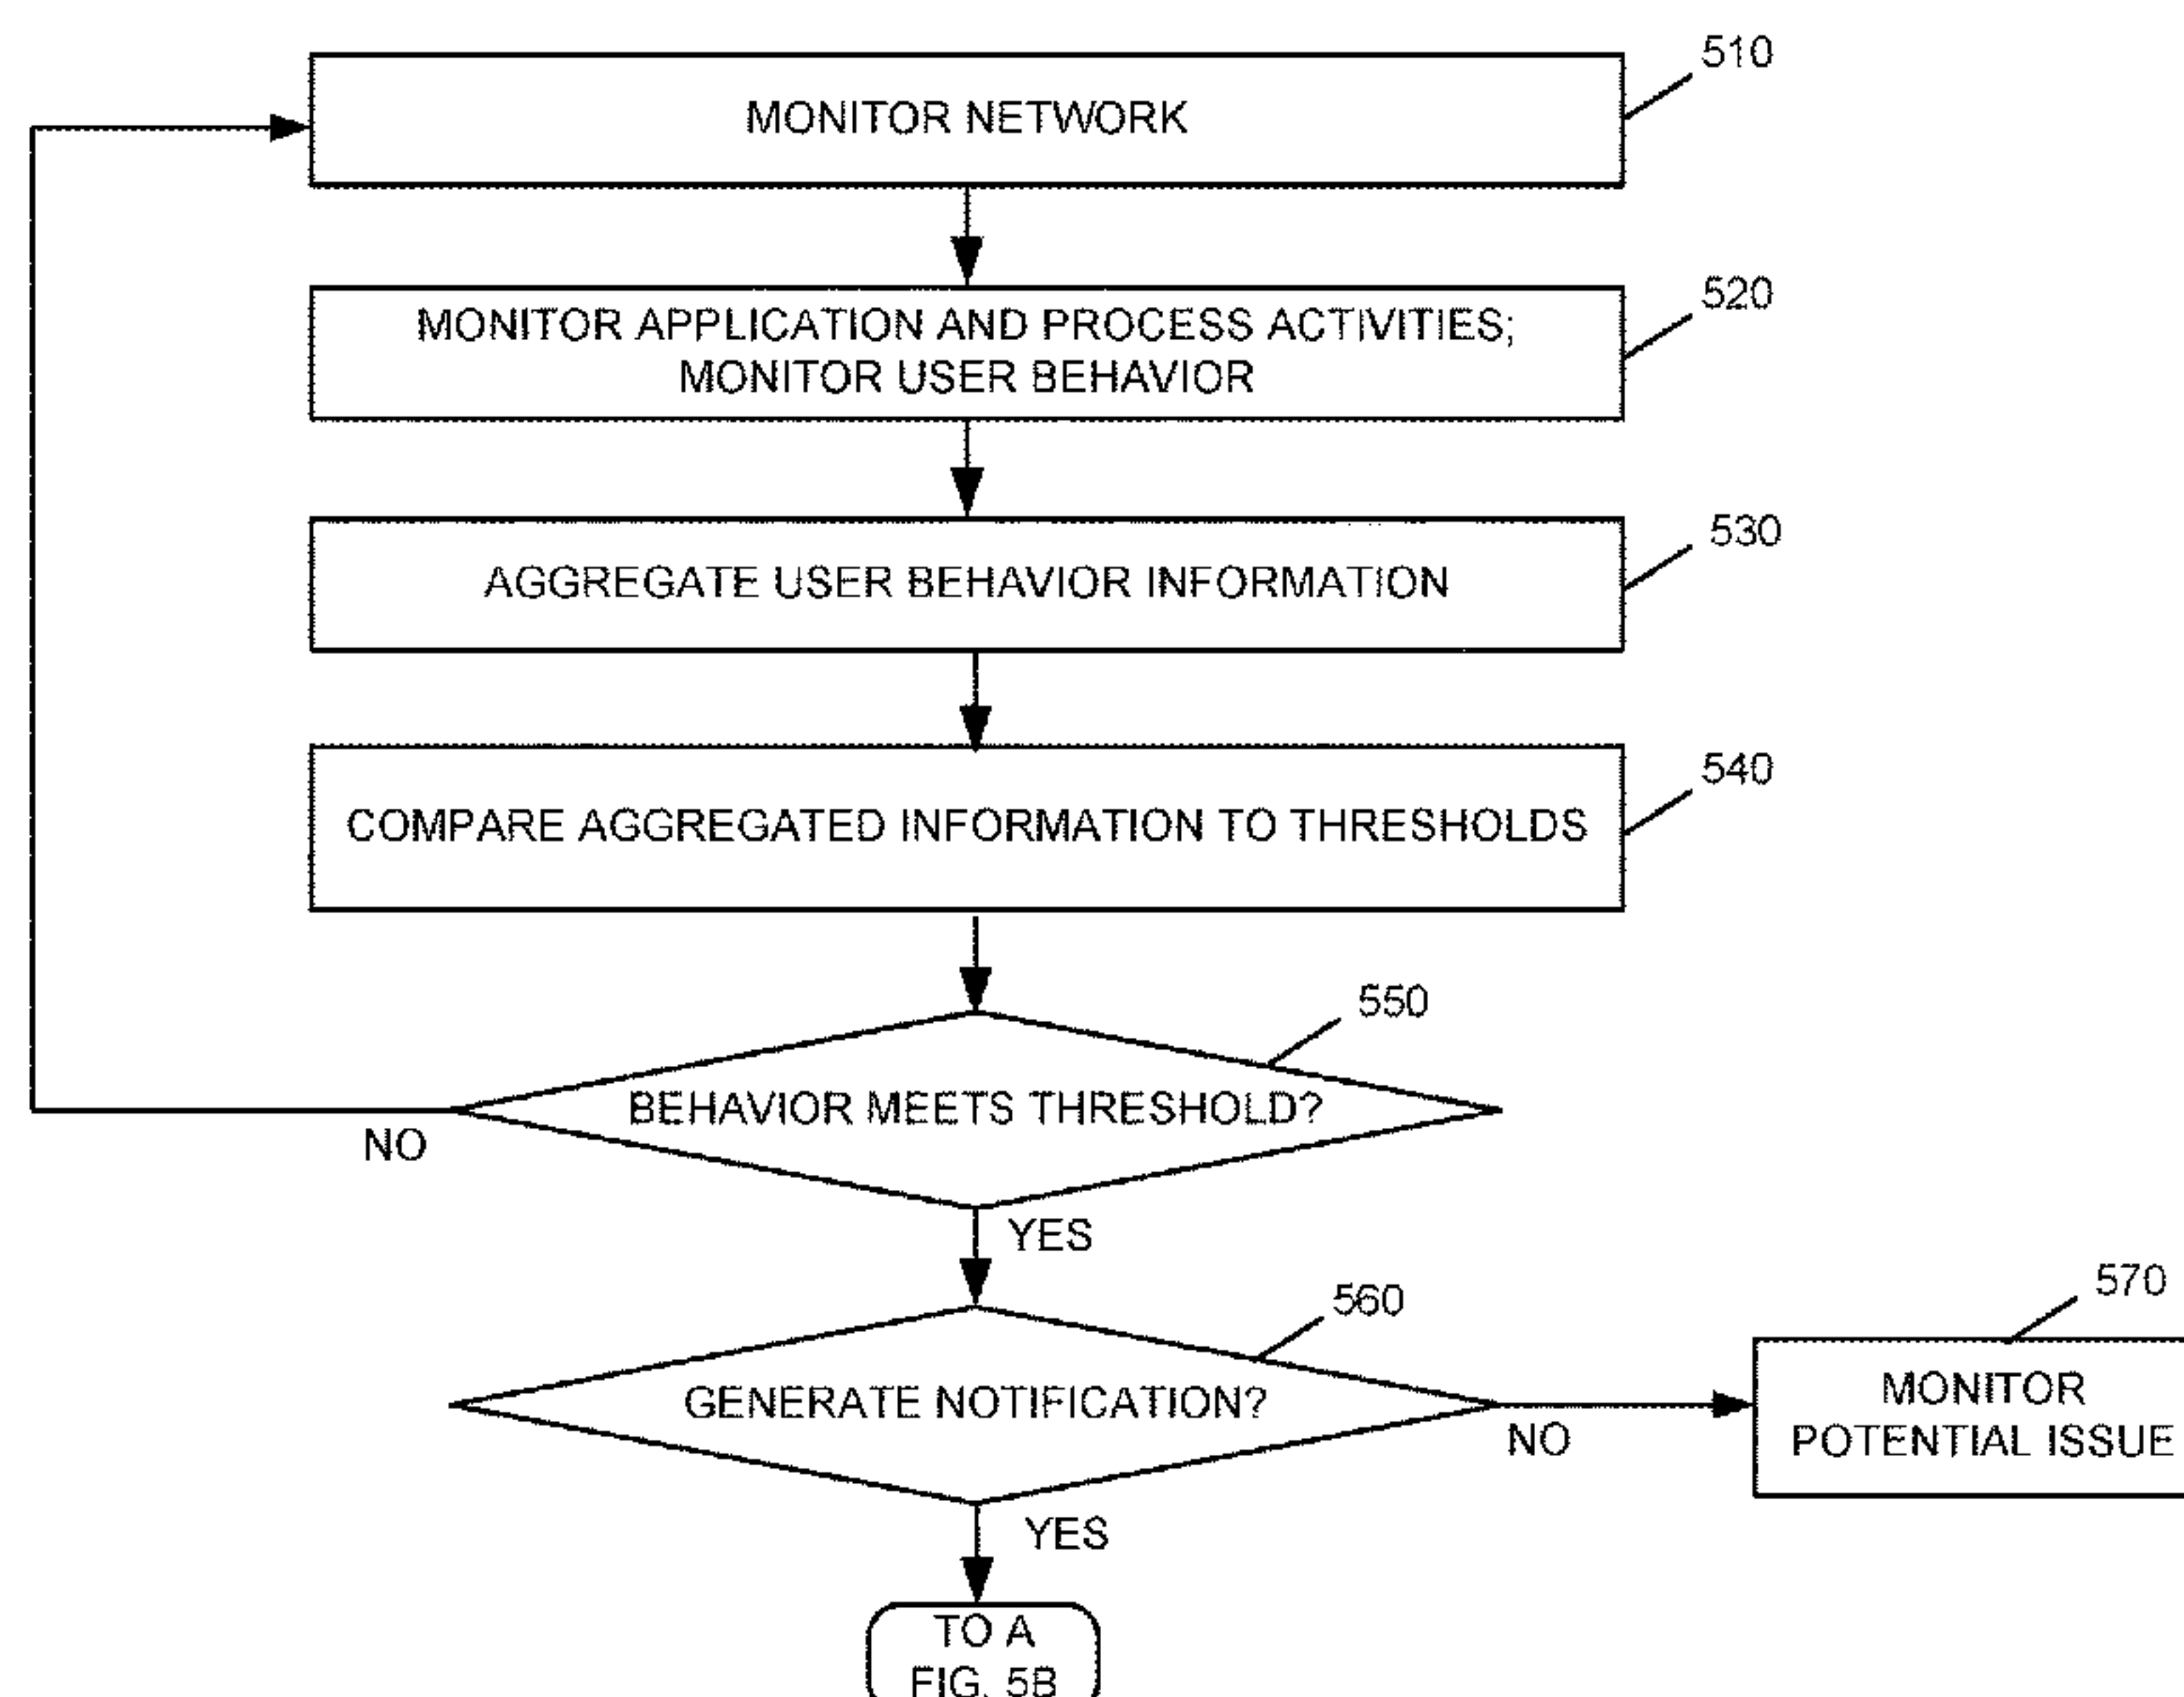 510
MONITOR NETWORK
520
MONITOR APPLICATION AND PROCESS ACTIVITIES;
MONITOR USER BEHAVIOR
530
AGGREGATE USER BEHAVIOR INFORMATION
540
COMPARE AGGREGATED INFORMATION TO THRESHOLDS
550
BEHAVIOR MEETS THRESHOLD?
NO
YES
560
570
GENERATE NOTIFICATION?
NO
MONITOR
POTENTIAL ISSUE
YES
TO A
FIG. 5B